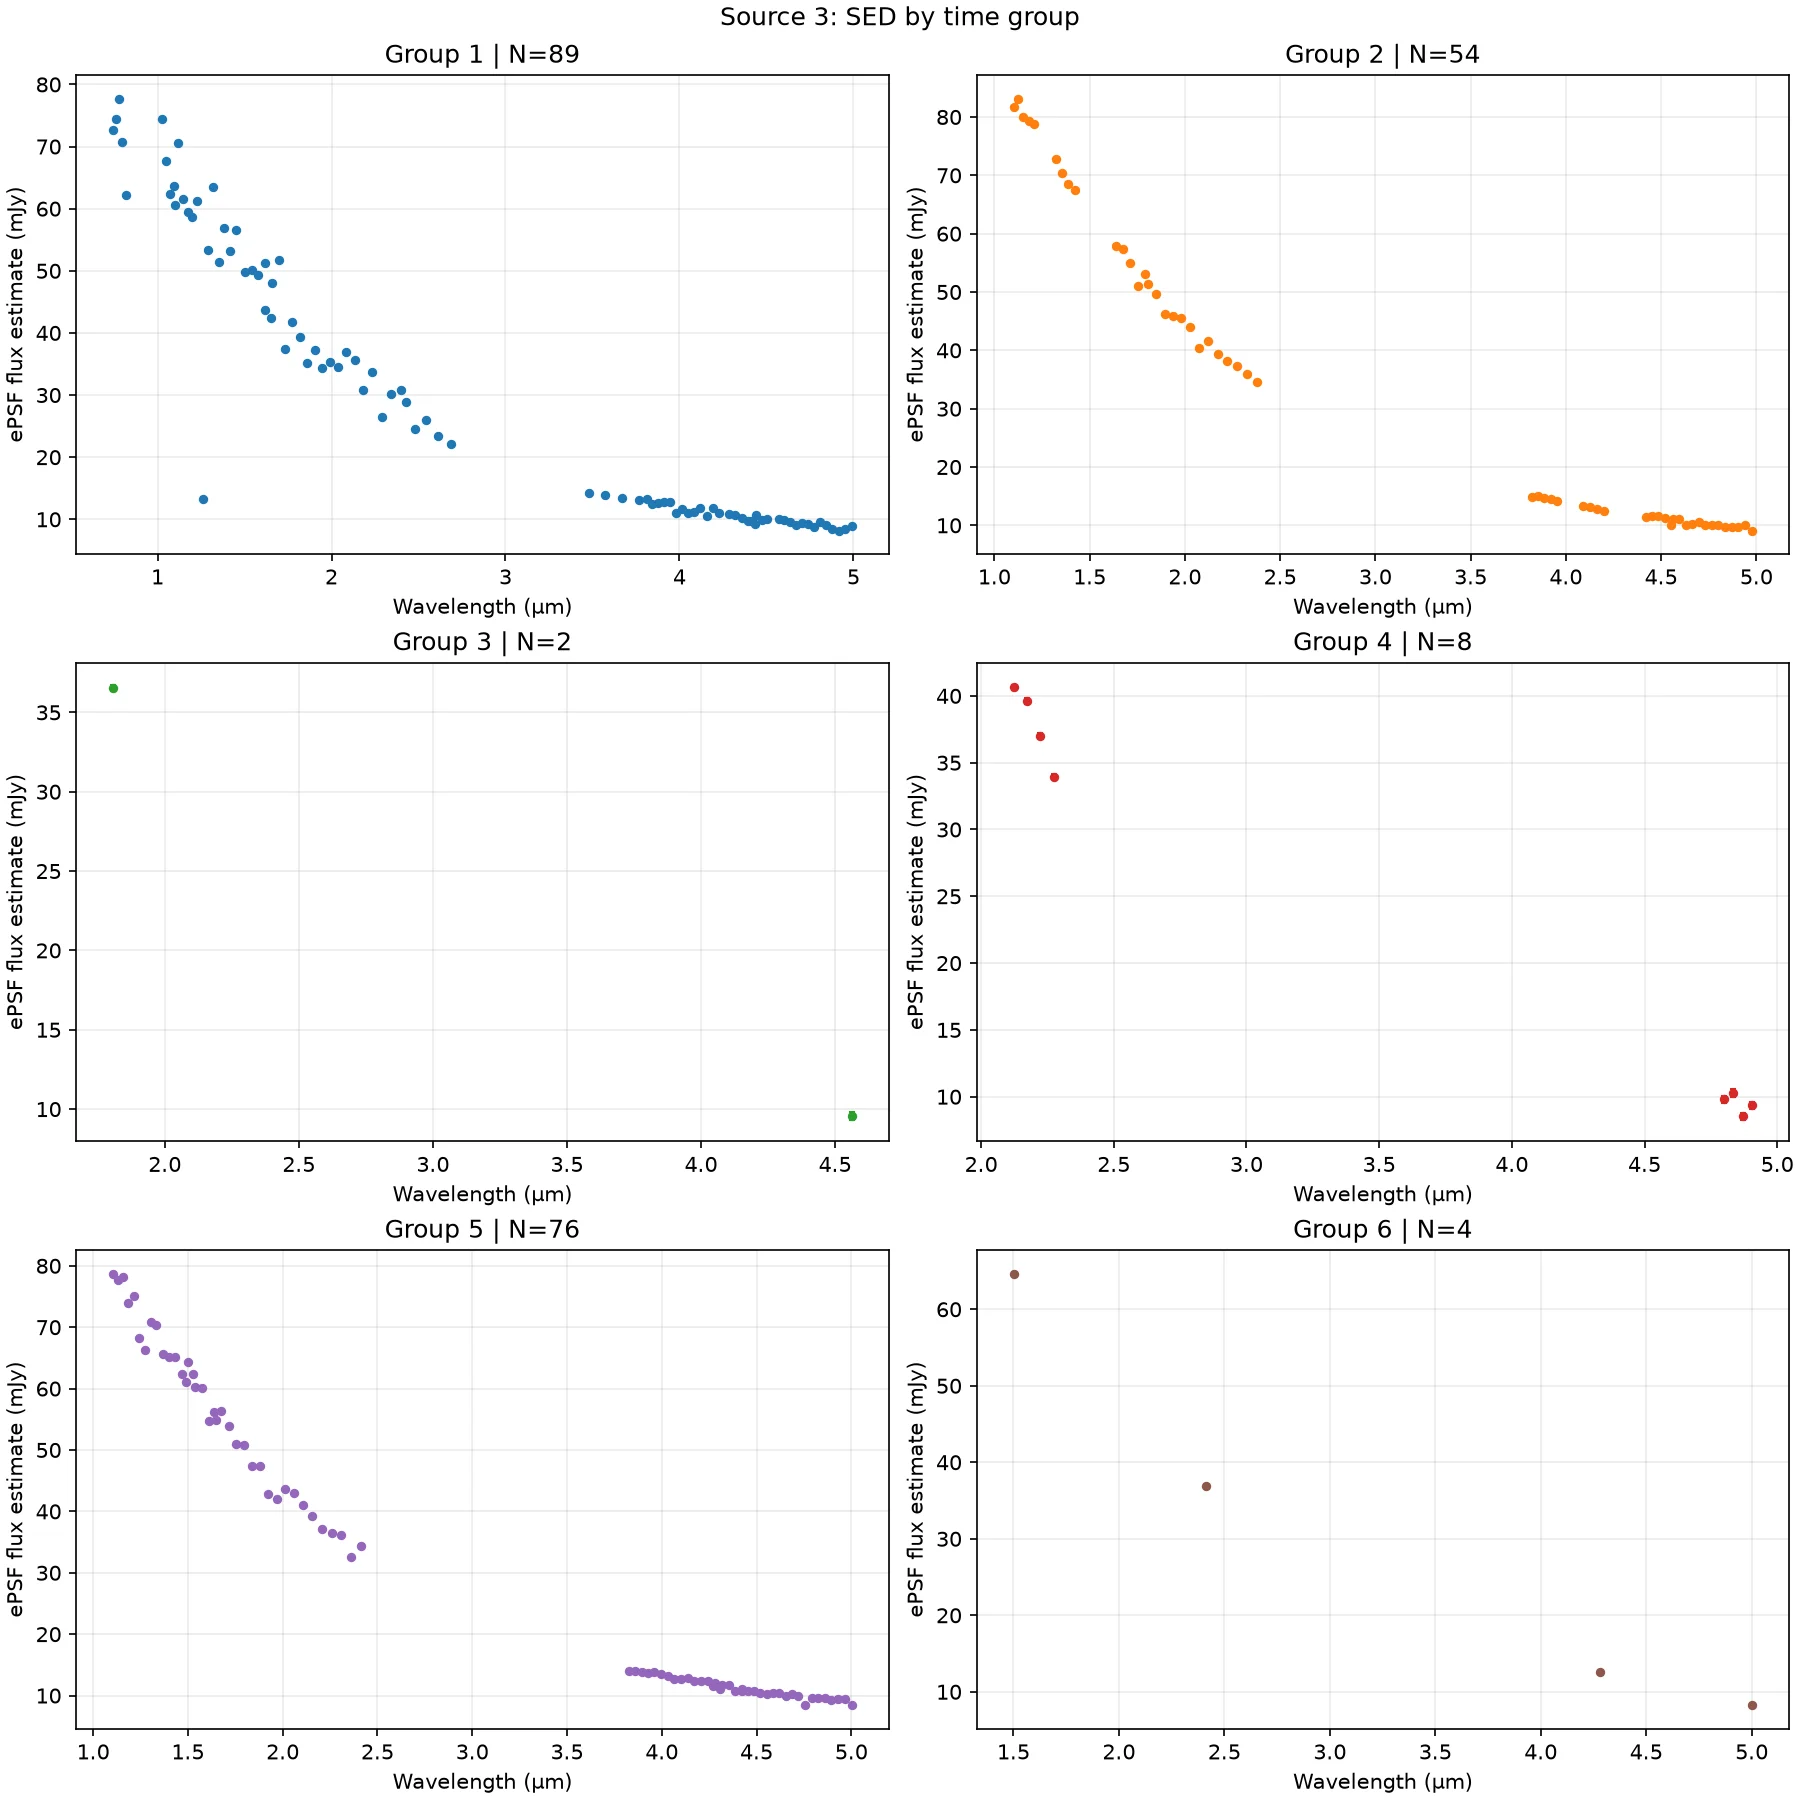 Source 3: SED by time group
Group 1 | N=89
80
70
60
50
40
30
20
10
ePSF flux estimate (mJy)
1 2 3 4 5
Wavelength (µm)
Group 2 | N=54
80
70
60
50
40
30
20
10
ePSF flux estimate (mJy)
1.0 1.5 2.0 2.5 3.0 3.5 4.0 4.5 5.0
Wavelength (µm)
Group 3 | N=2
35
30
25
20
15
10
ePSF flux estimate (mJy)
2.0 2.5 3.0 3.5 4.0 4.5
Wavelength (µm)
Group 4 | N=8
40
35
30
25
20
15
10
ePSF flux estimate (mJy)
2.0 2.5 3.0 3.5 4.0 4.5 5.0
Wavelength (µm)
Group 5 | N=76
80
70
60
50
40
30
20
10
ePSF flux estimate (mJy)
1.0 1.5 2.0 2.5 3.0 3.5 4.0 4.5 5.0
Wavelength (µm)
Group 6 | N=4
60
50
40
30
20
10
ePSF flux estimate (mJy)
1.5 2.0 2.5 3.0 3.5 4.0 4.5 5.0
Wavelength (µm)